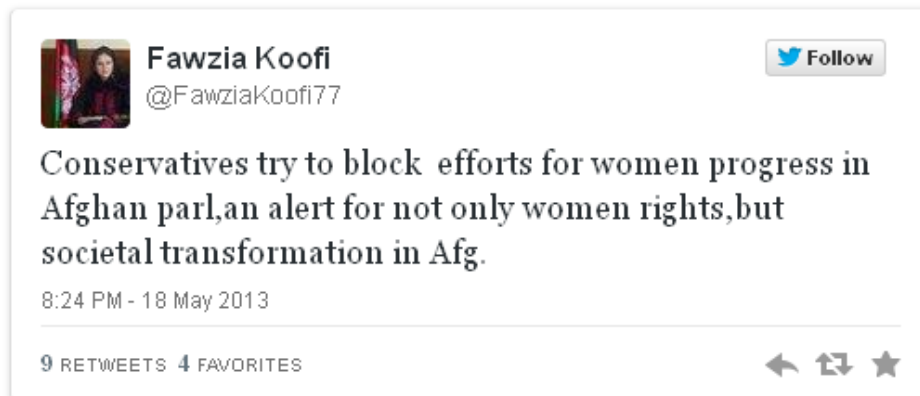 Fawzia Koofi
@FawziaKoofi77
Follow
Conservatives try to block efforts for women progress in
Afghan parl,an alert for not only women rights,but
societal transformation in Afg.
8:24 PM - 18 May 2013
9 RETWEETS 4 FAVORITES